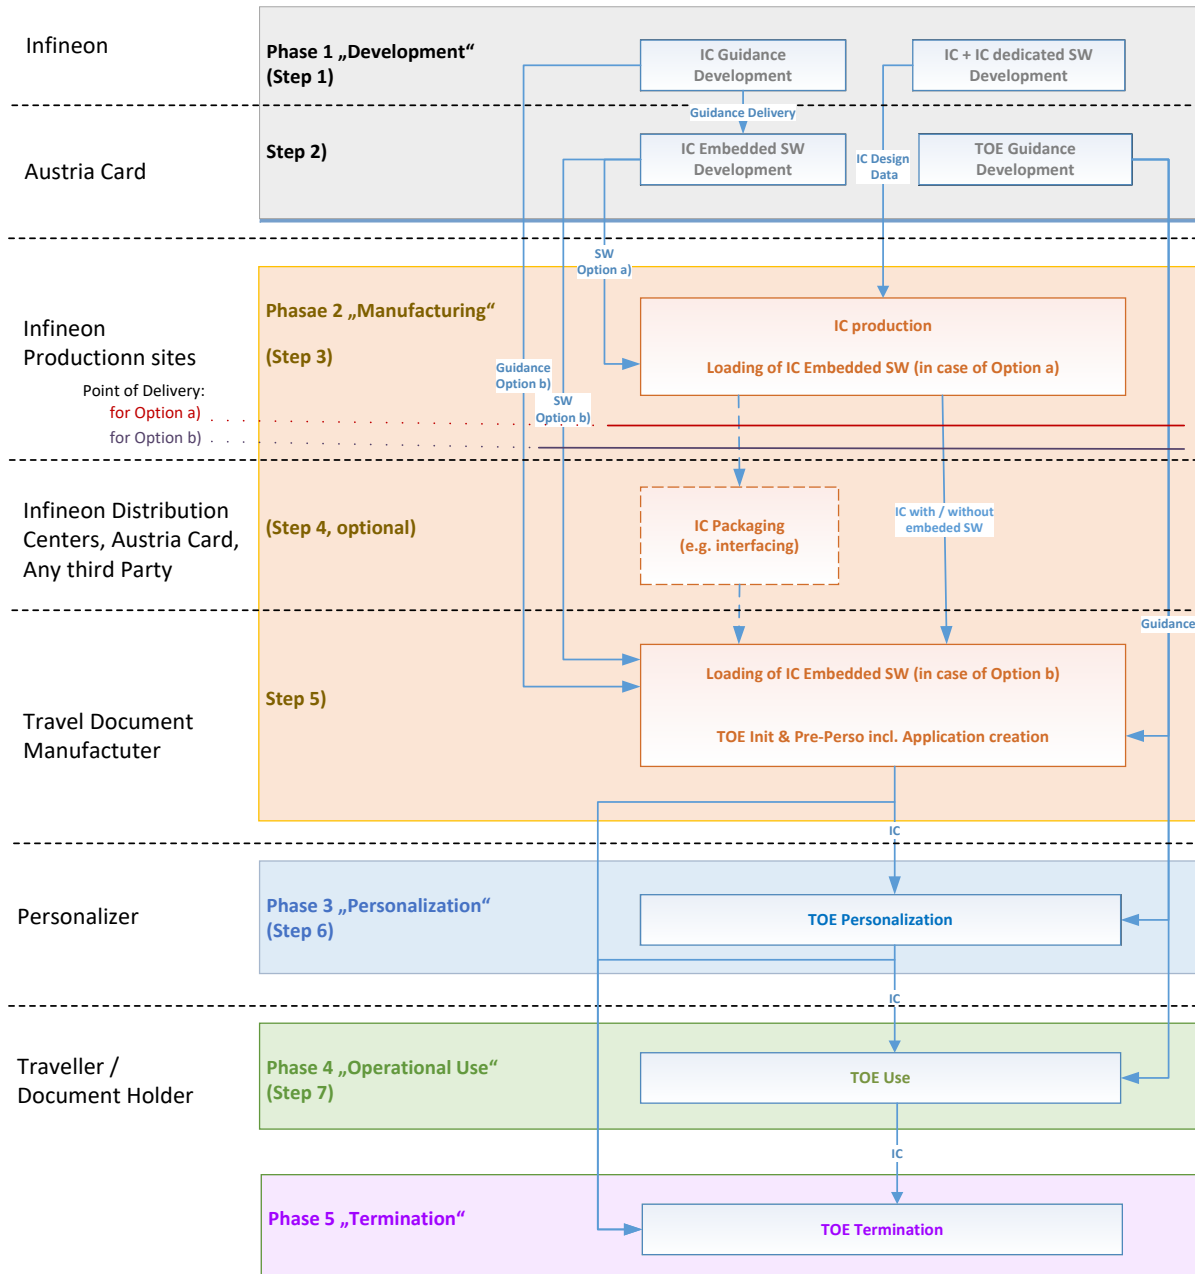 Infineon
Phase 1 „Development“
(Step 1)
IC Guidance
Development
IC + IC dedicated SW
Development
Guidance Delivery
Austria Card
Step 2)
IC Embedded SW
Development
IC Design
Data
TOE Guidance
Development
SW
Option a)
Infineon
Productionn sites
Phasae 2 „Manufacturing“
(Step 3)
IC production
Loading of IC Embedded SW (in case of Option a)
Guidance
Option b)
SW
Option b)
Point of Delivery:
for Option a)
for Option b)
Infineon Distribution
Centers, Austria Card,
Any third Party
(Step 4, optional)
IC Packaging
(e.g. interfacing)
IC with / without
embeded SW
Guidance
Travel Document
Manufactuter
Step 5)
Loading of IC Embedded SW (in case of Option b)
TOE Init & Pre-Perso incl. Application creation
IC
Personalizer
Phase 3 „Personalization“
(Step 6)
TOE Personalization
IC
Traveller /
Document Holder
Phase 4 „Operational Use“
(Step 7)
TOE Use
IC
Phase 5 „Termination“
TOE Termination